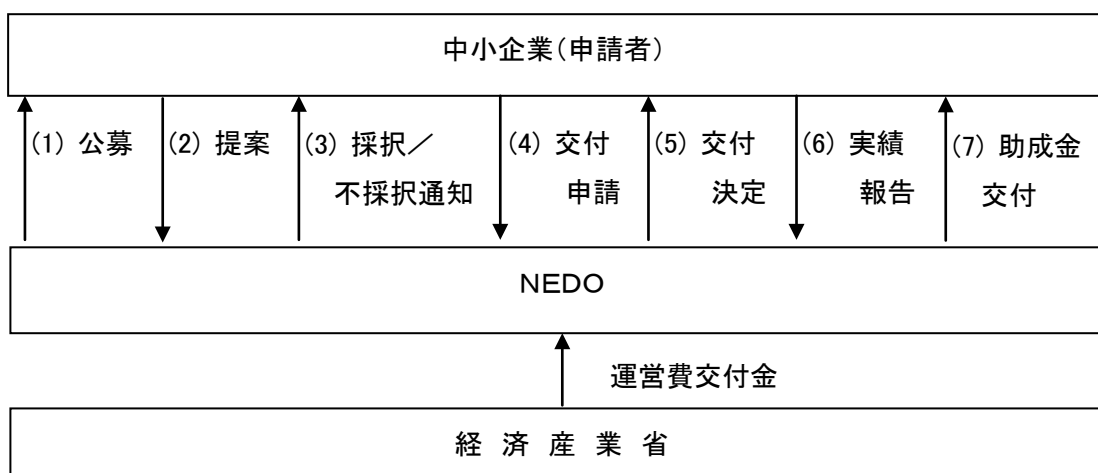 中小企業（申請者）
(1) 公募
(2) 提案
(3) 採択／
不採択通知
(4) 交付
申請
(5) 交付
決定
(6) 実績
報告
(7) 助成金
交付
ＮＥＤＯ
運営費交付金
経 済 産 業 省